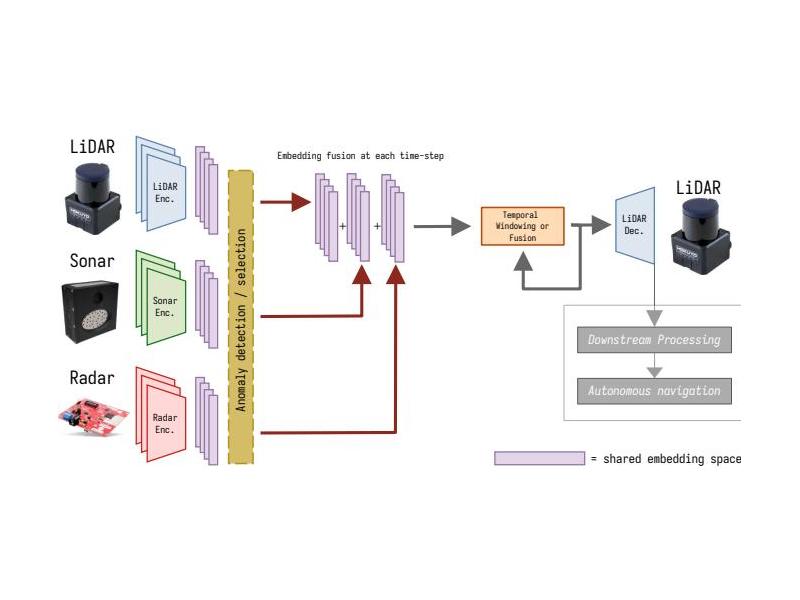 LiDAR
LiDAR
Enc.
Sonar
Sonar
Enc.
Radar
Radar
Enc.
Anomaly detection / selection
Embedding fusion at each time-step
+ +
Temporal
Windowing or
Fusion
LiDAR
Dec.
LiDAR
Downstream Processing
Autonomous navigation
= shared embedding space